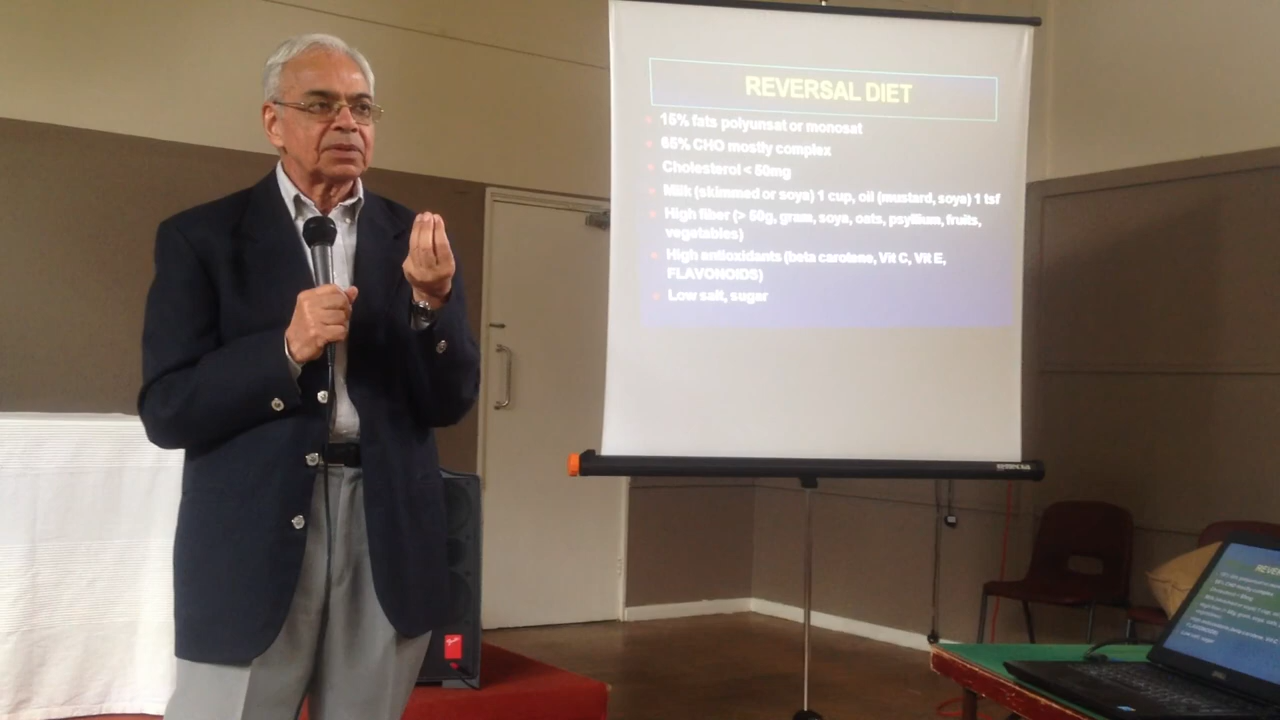 REVERSAL DIET
15% fats polyunsat or monosat
65% CHO mostly complex
Cholesterol < 50mg
Milk (skimmed or soya) 1 cup, oil (mustard, soya) 1 tsf
High fiber (> 50g, gram, soya, oats, psyllium, fruits,
vegetables)
High antioxidants (beta carotene, Vit C, Vit E,
FLAVONOIDS)
Low salt, sugar